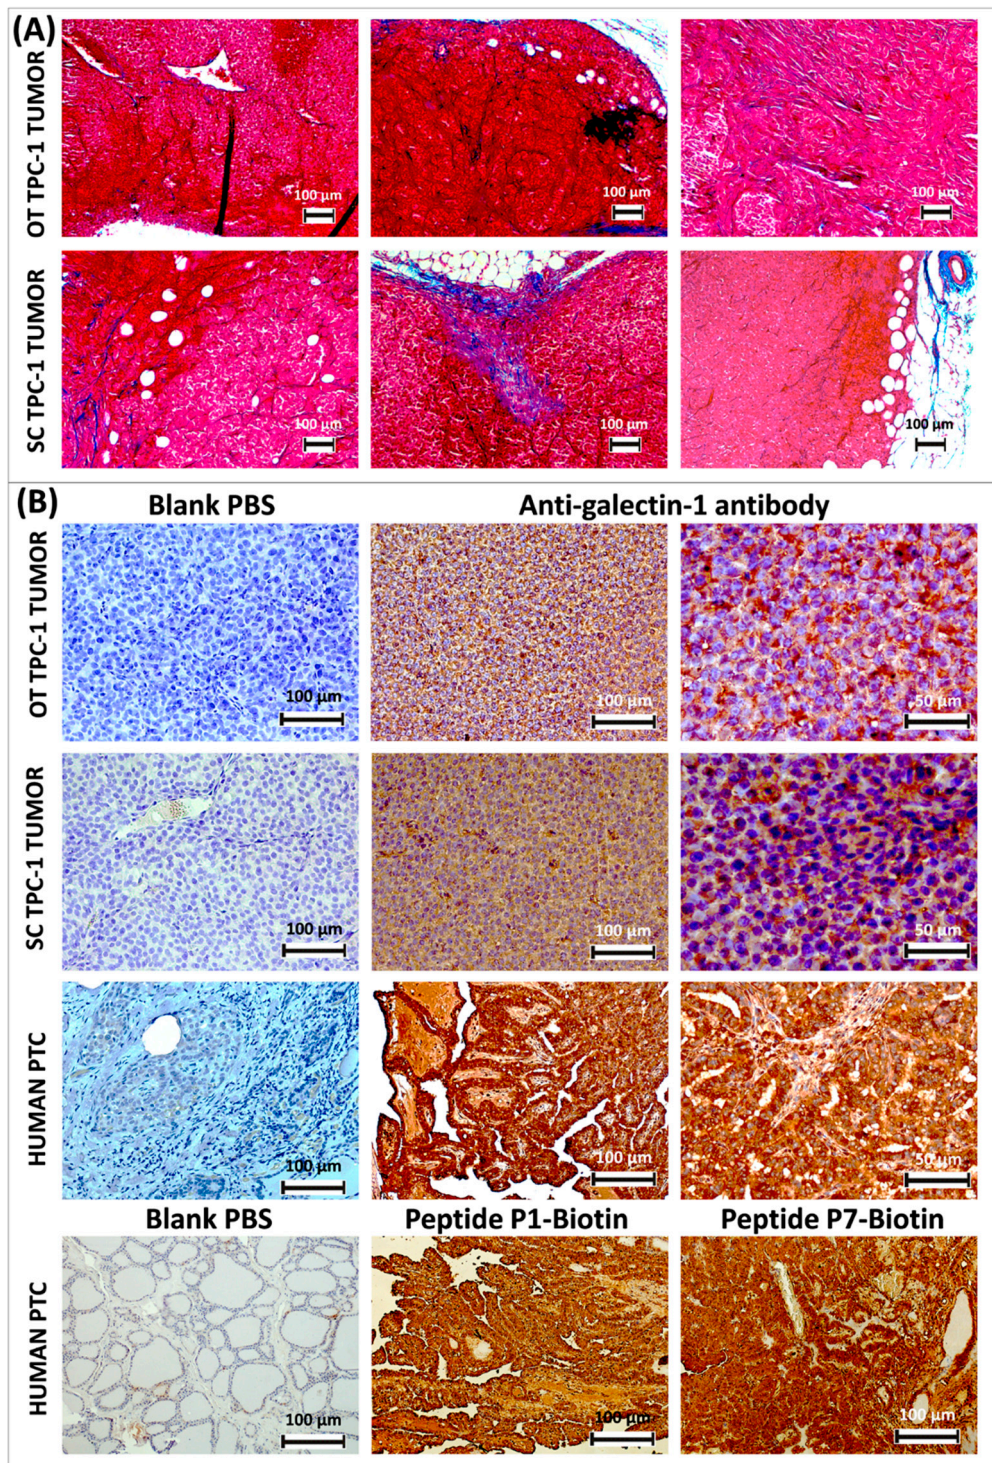 (A)
OT TPC-1 TUMOR
100 µm
100 µm
100 µm
SC TPC-1 TUMOR
100 µm
100 µm
100 µm
(B)
Blank PBS
Anti-galectin-1 antibody
OT TPC-1 TUMOR
100 µm
100 µm
50 µm
SC TPC-1 TUMOR
100 µm
100 µm
50 µm
HUMAN PTC
100 µm
100 µm
50 µm
Blank PBS
Peptide P1-Biotin
Peptide P7-Biotin
HUMAN PTC
100 µm
100 µm
100 µm